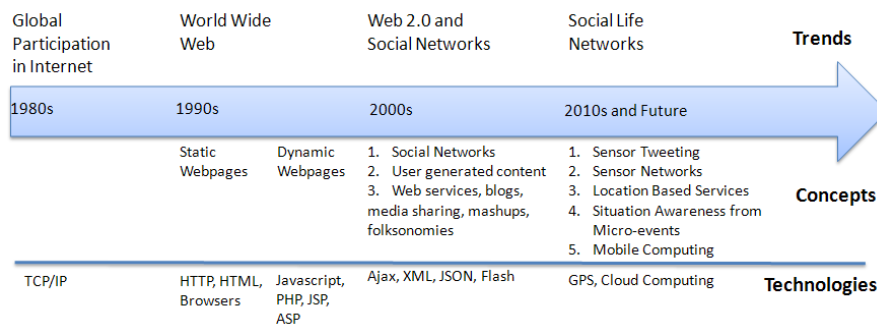 Global
Participation
in Internet
World Wide
Web
Web 2.0 and
Social Networks
Social Life
Networks
Trends
1980s
1990s
2000s
2010s and Future
Static
Webpages
Dynamic
Webpages
1. Social Networks
2. User generated content
3. Web services, blogs,
media sharing, mashups,
folksonomies
1. Sensor Tweeting
2. Sensor Networks
3. Location Based Services
4. Situation Awareness from
Micro-events
5. Mobile Computing
Concepts
TCP/IP
HTTP, HTML,
Browsers
Javascript,
PHP, JSP,
ASP
Ajax, XML, JSON, Flash
GPS, Cloud Computing
Technologies